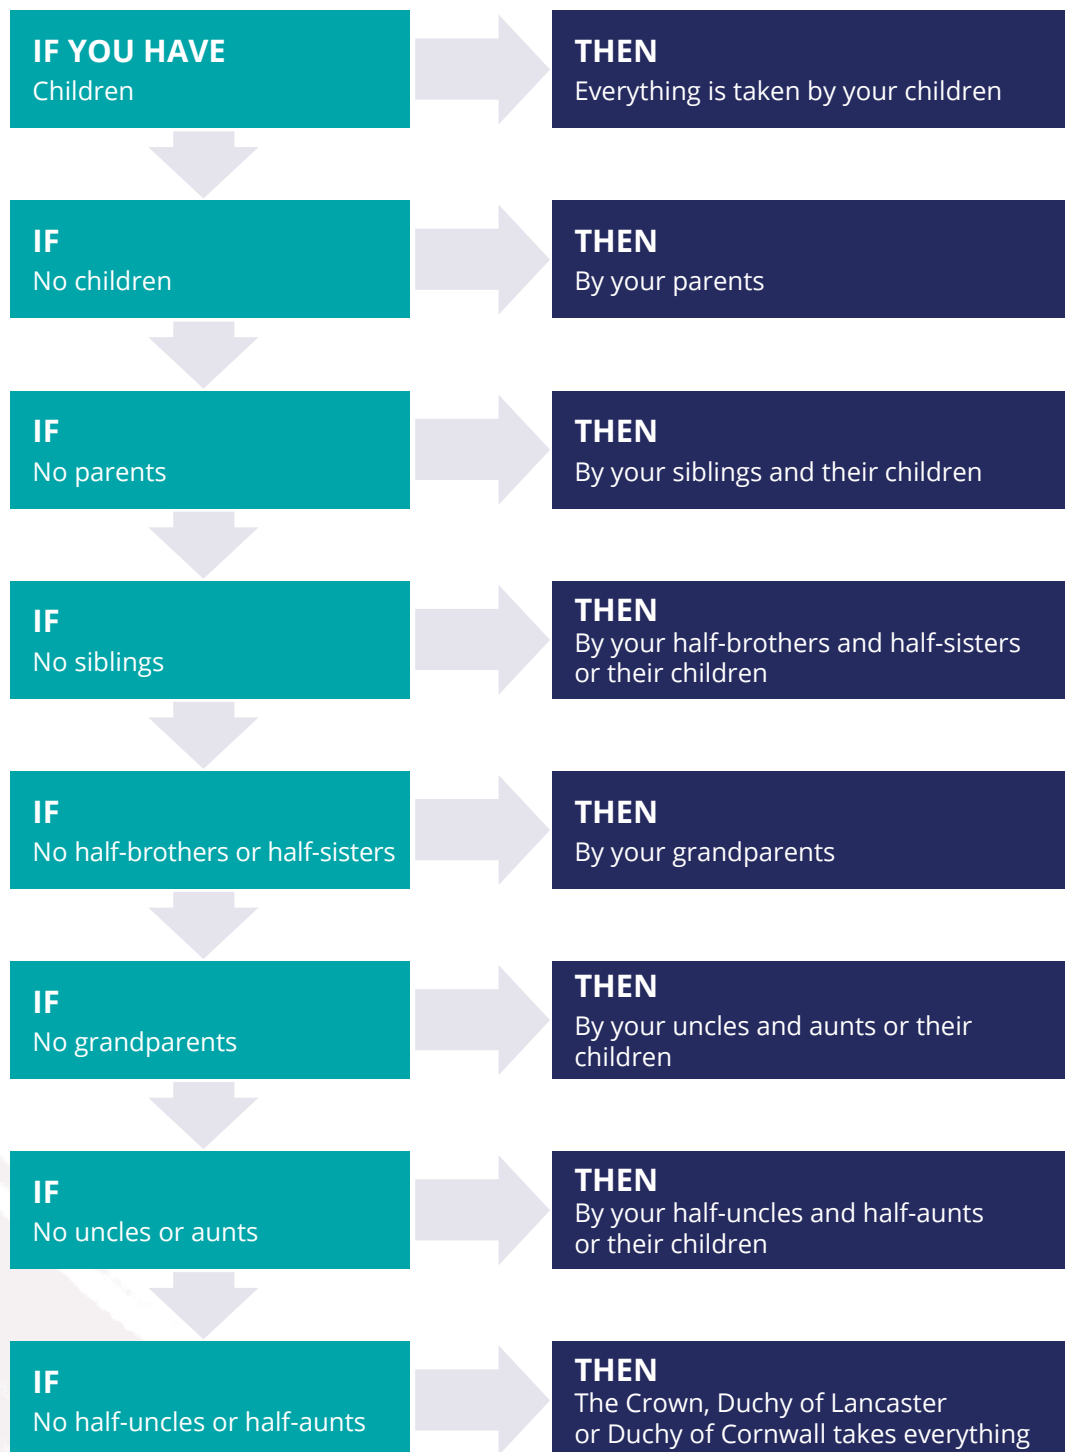 IF YOU HAVE
Children
THEN
Everything is taken by your children
IF
No children
THEN
By your parents
IF
No parents
THEN
By your siblings and their children
IF
No siblings
THEN
By your half-brothers and half-sisters
or their children
IF
No half-brothers or half-sisters
THEN
By your grandparents
IF
No grandparents
THEN
By your uncles and aunts or their
children
IF
No uncles or aunts
THEN
By your half-uncles and half-aunts
or their children
IF
No half-uncles or half-aunts
THEN
The Crown, Duchy of Lancaster
or Duchy of Cornwall takes everything